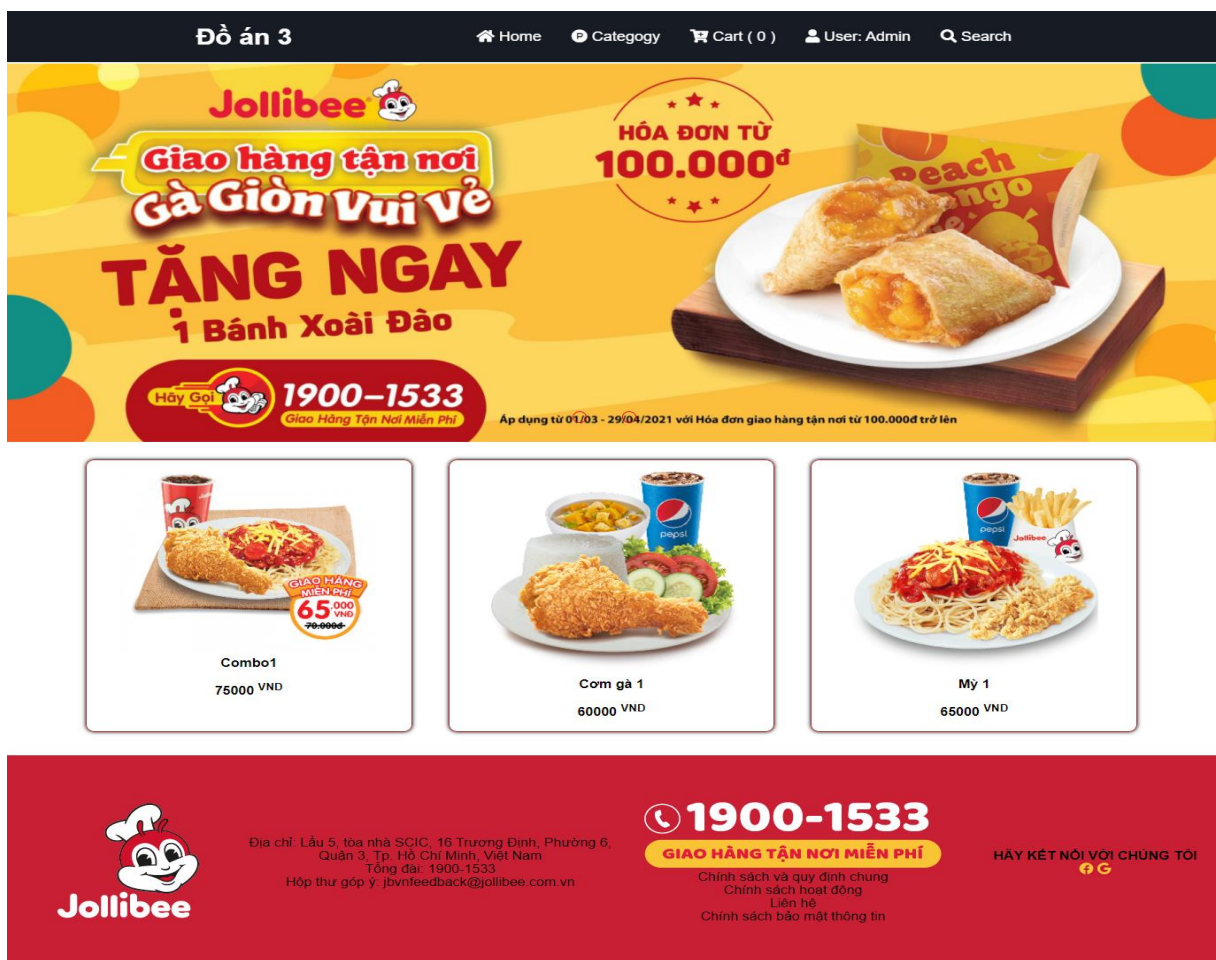 Đồ án 3
Home
Categogy
Cart ( 0 )
User: Admin
Search
Jollibee
Giao hàng tận nơi
Gà Giòn Vui Vẻ
TẶNG NGAY
1 Bánh Xoài Đào
Hãy Gọi
1900-1533
Giao Hàng Tận Nơi Miễn Phí
HÓA ĐƠN TỪ
100.000đ
Peach
Mango
Áp dụng từ 01/03 - 29/04/2021 với Hóa đơn giao hàng tận nơi từ 100.000đ trở lên
GIAO HÀNG
MIỄN PHÍ
65.000 VNĐ
70.000đ
Combo1
75000 VND
pepsi
Cơm gà 1
60000 VND
pepsi
Jollibee
Mỳ 1
65000 VND
Jollibee
Địa chỉ: Lầu 5, tòa nhà SCIC, 16 Trương Định, Phường 6,
Quận 3, Tp. Hồ Chí Minh, Việt Nam
Tổng đài: 1900-1533
Hộp thư góp ý: jbvnfeedback@jollibee.com.vn
1900-1533
GIAO HÀNG TẬN NƠI MIỄN PHÍ
Chính sách và quy định chung
Chính sách hoạt động
Liên hệ
Chính sách bảo mật thông tin
HÃY KẾT NỐI VỚI CHÚNG TÔI